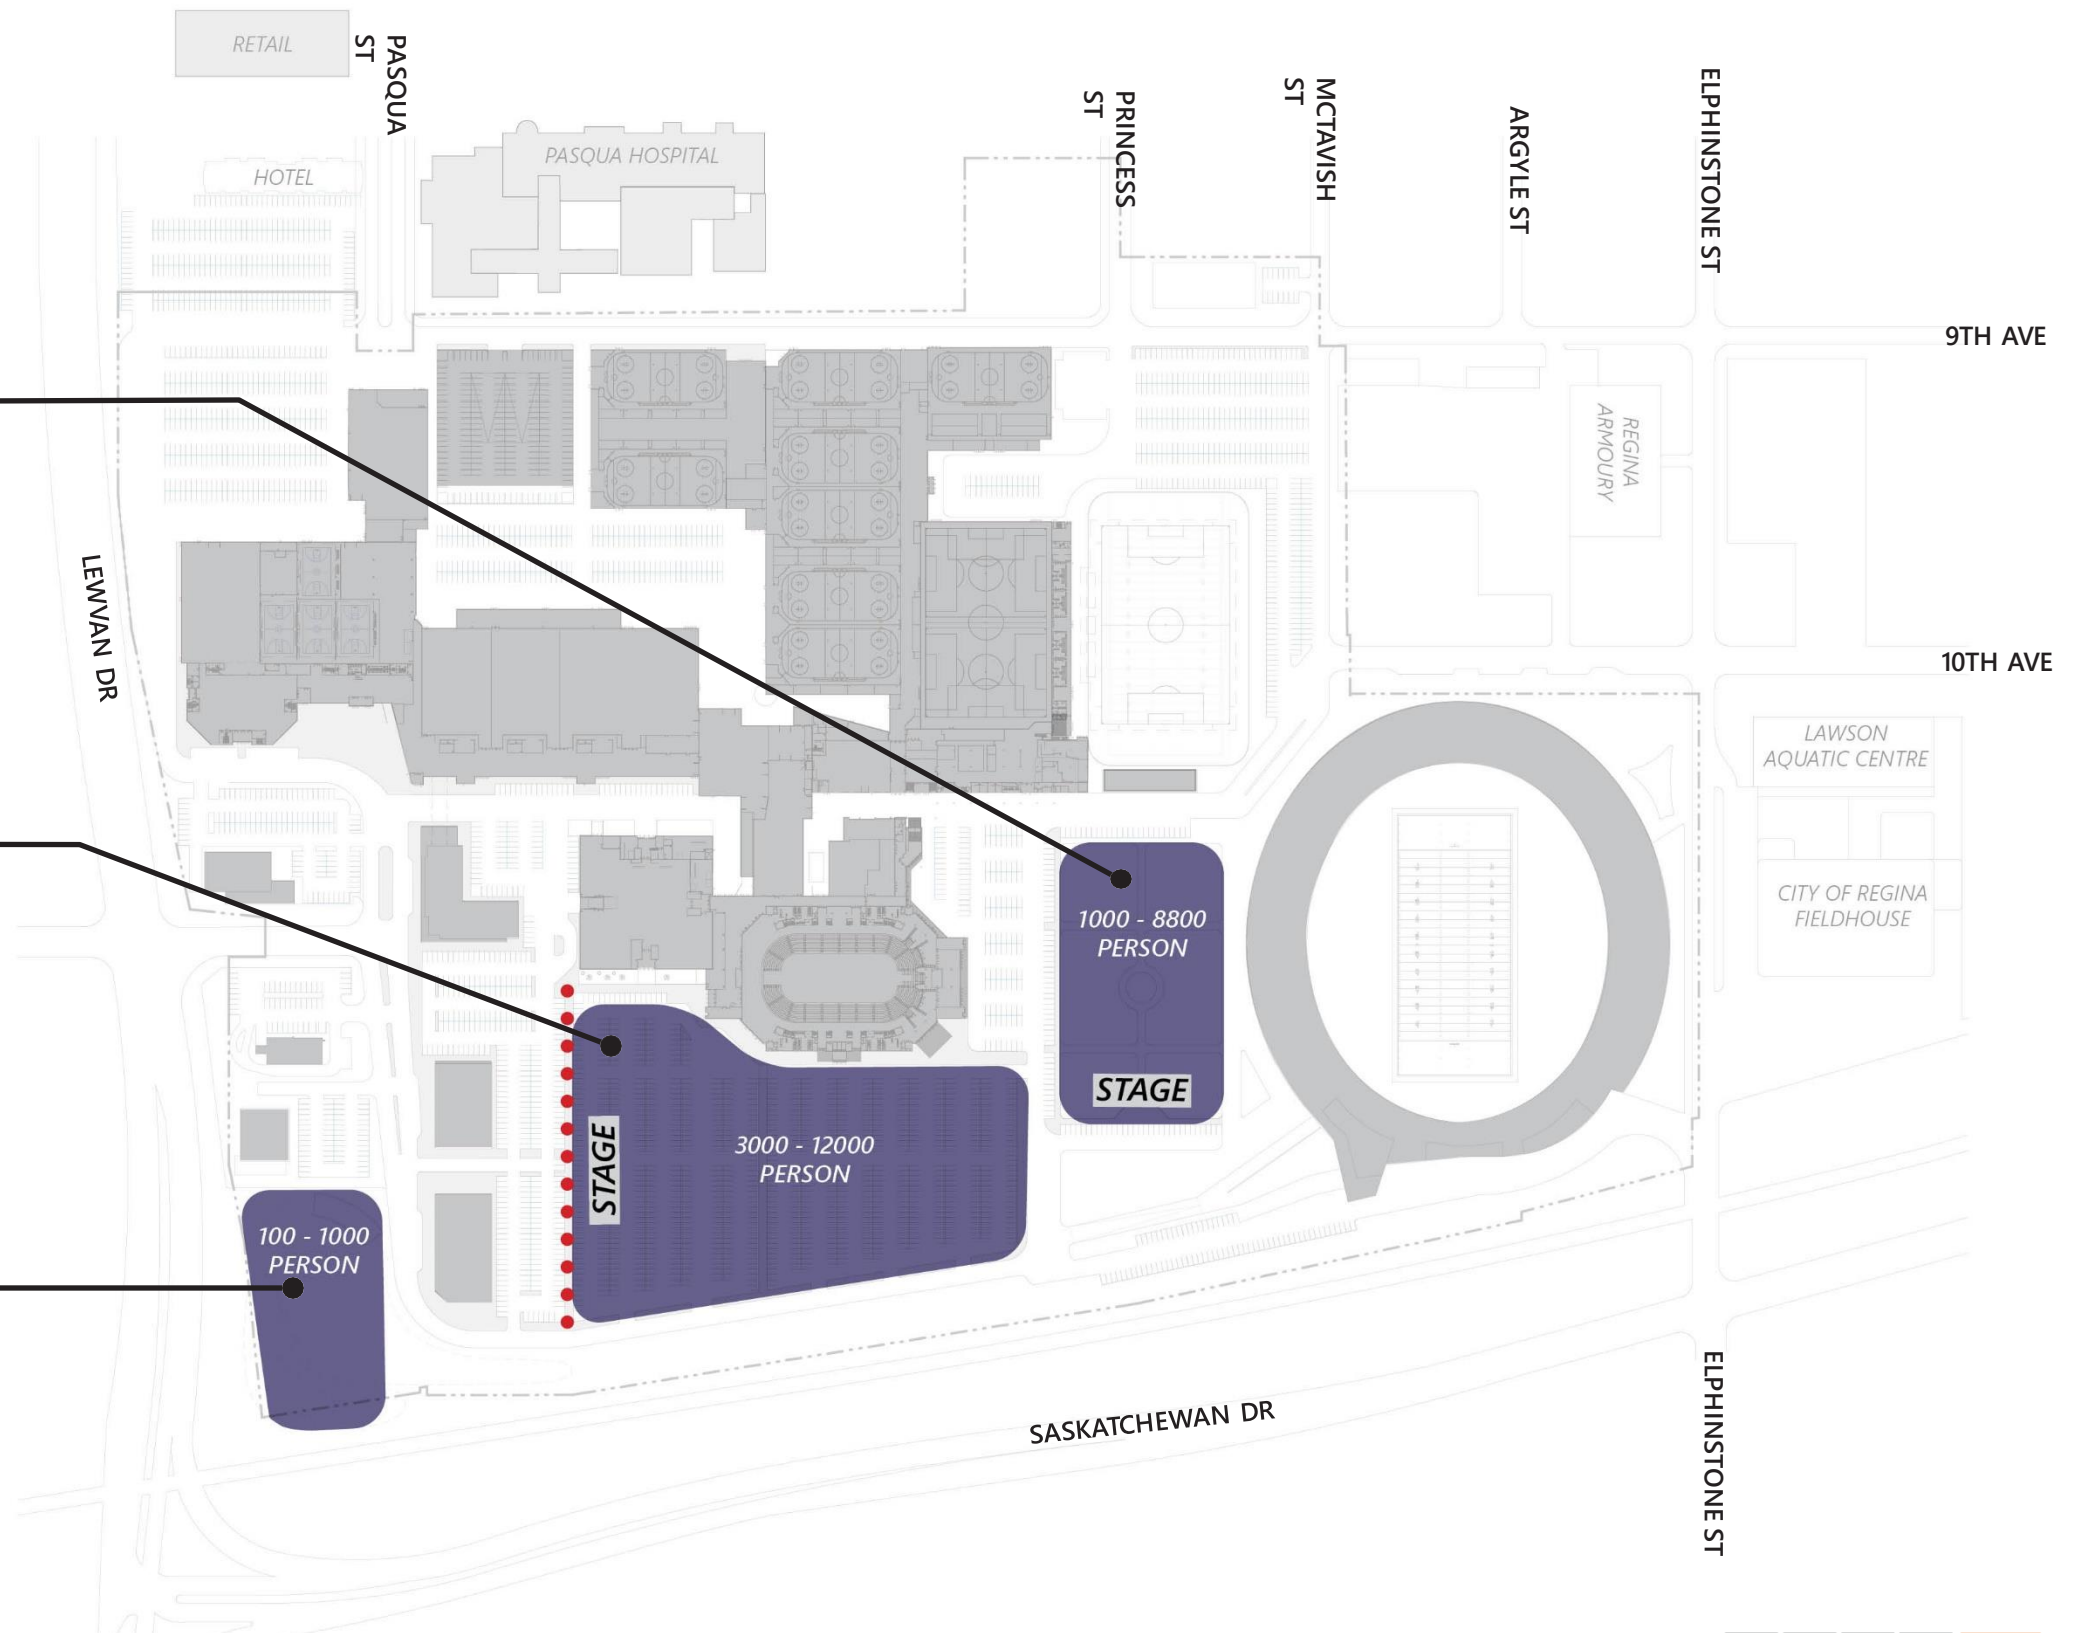 RETAIL
PASQUA
ST
PASQUA HOSPITAL
HOTEL
PRINCESS
ST
MCTAVISH
ST
ARGYLE ST
ELPHINSTONE ST
9TH AVE
REGINA
ARMOURY
LEWVAN DR
10TH AVE
LAWSON
AQUATIC CENTRE
CITY OF REGINA
FIELDHOUSE
1000 - 8800
PERSON
STAGE
3000 - 12000
PERSON
STAGE
100 - 1000
PERSON
SASKATCHEWAN DR
ELPHINSTONE ST